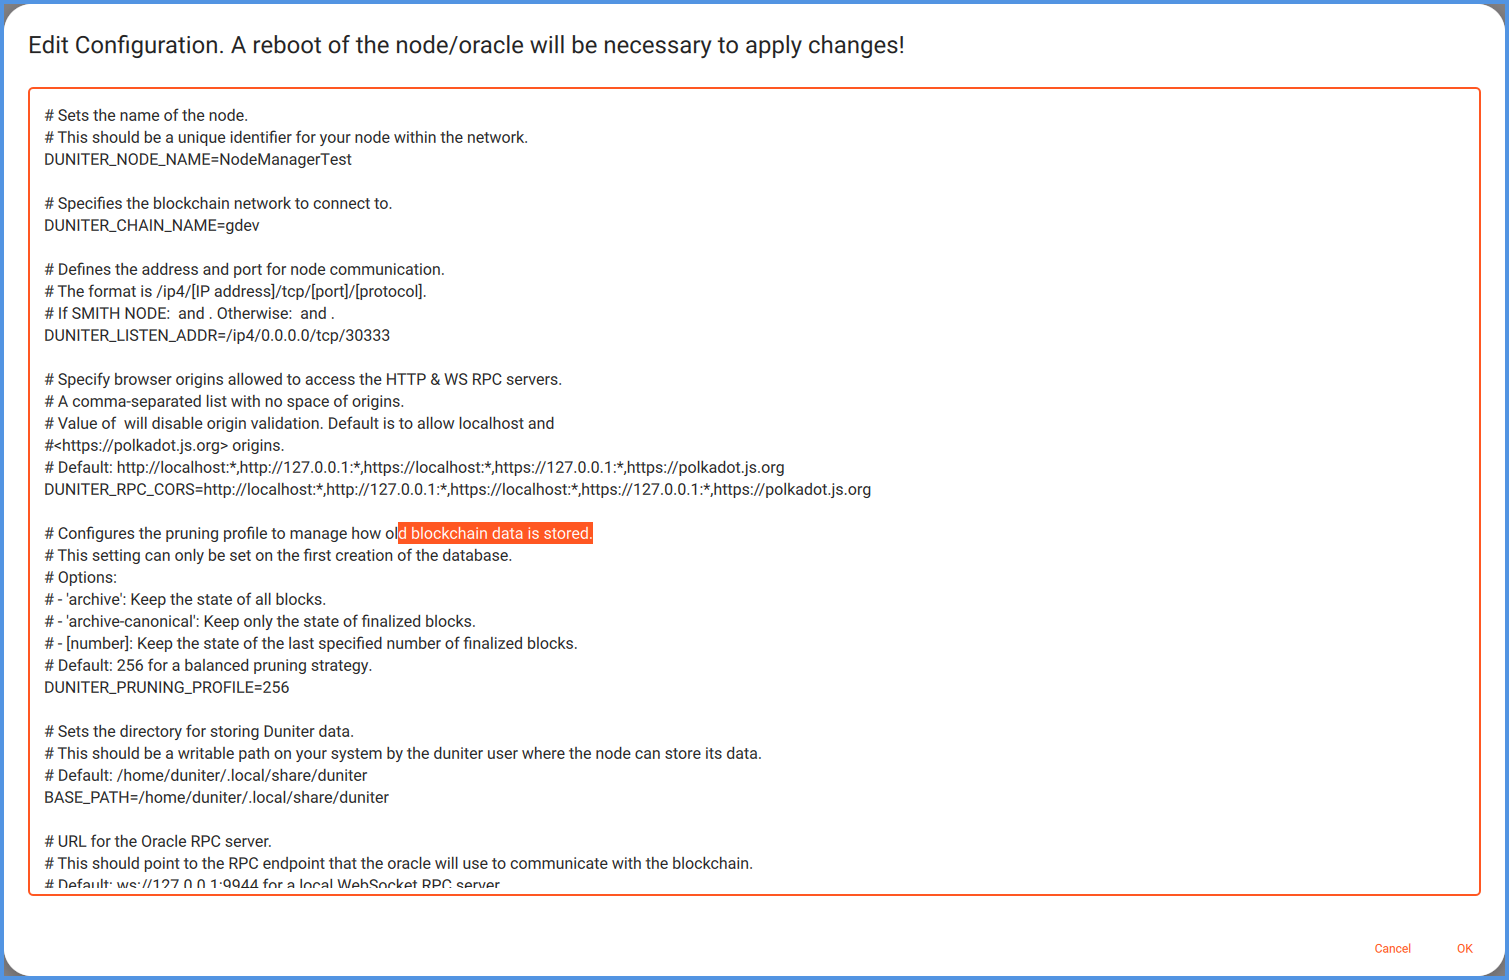 Edit Configuration. A reboot of the node/oracle will be necessary to apply changes!
# Sets the name of the node.
# This should be a unique identifier for your node within the network.
DUNITER_NODE_NAME=NodeManagerTest
# Specifies the blockchain network to connect to.
DUNITER_CHAIN_NAME=gdev
# Defines the address and port for node communication.
# The format is /ip4/[IP address]/tcp/[port]/[protocol].
# If SMITH NODE:  and . Otherwise:  and .
DUNITER_LISTEN_ADDR=/ip4/0.0.0.0/tcp/30333
# Specify browser origins allowed to access the HTTP & WS RPC servers.
# A comma-separated list with no space of origins.
# Value of  will disable origin validation. Default is to allow localhost and
#<https://polkadot.js.org> origins.
# Default: http://localhost:*,http://127.0.0.1:*,https://localhost:*,https://127.0.0.1:*,https://polkadot.js.org
DUNITER_RPC_CORS=http://localhost:*,http://127.0.0.1:*,https://localhost:*,https://127.0.0.1:*,https://polkadot.js.org
# Configures the pruning profile to manage how old blockchain data is stored.
# This setting can only be set on the first creation of the database.
# Options:
# - 'archive': Keep the state of all blocks.
# - 'archive-canonical': Keep only the state of finalized blocks.
# - [number]: Keep the state of the last specified number of finalized blocks.
# Default: 256 for a balanced pruning strategy.
DUNITER_PRUNING_PROFILE=256
# Sets the directory for storing Duniter data.
# This should be a writable path on your system by the duniter user where the node can store its data.
# Default: /home/duniter/.local/share/duniter
BASE_PATH=/home/duniter/.local/share/duniter
# URL for the Oracle RPC server.
# This should point to the RPC endpoint that the oracle will use to communicate with the blockchain.
# Default: ws://127.0.0.1:9944 for a local WebSocket RPC server
Cancel
OK